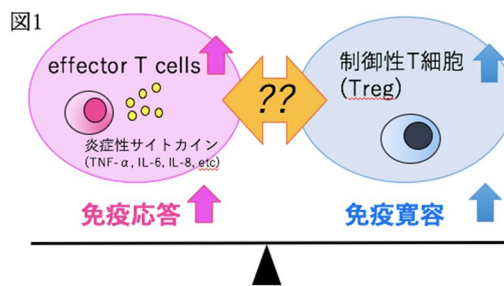 図1
effector T cells
炎症性サイトカイン
(TNF-α, IL-6, IL-8, etc)
免疫応答
??
制御性T細胞
(Treg)
免疫寛容